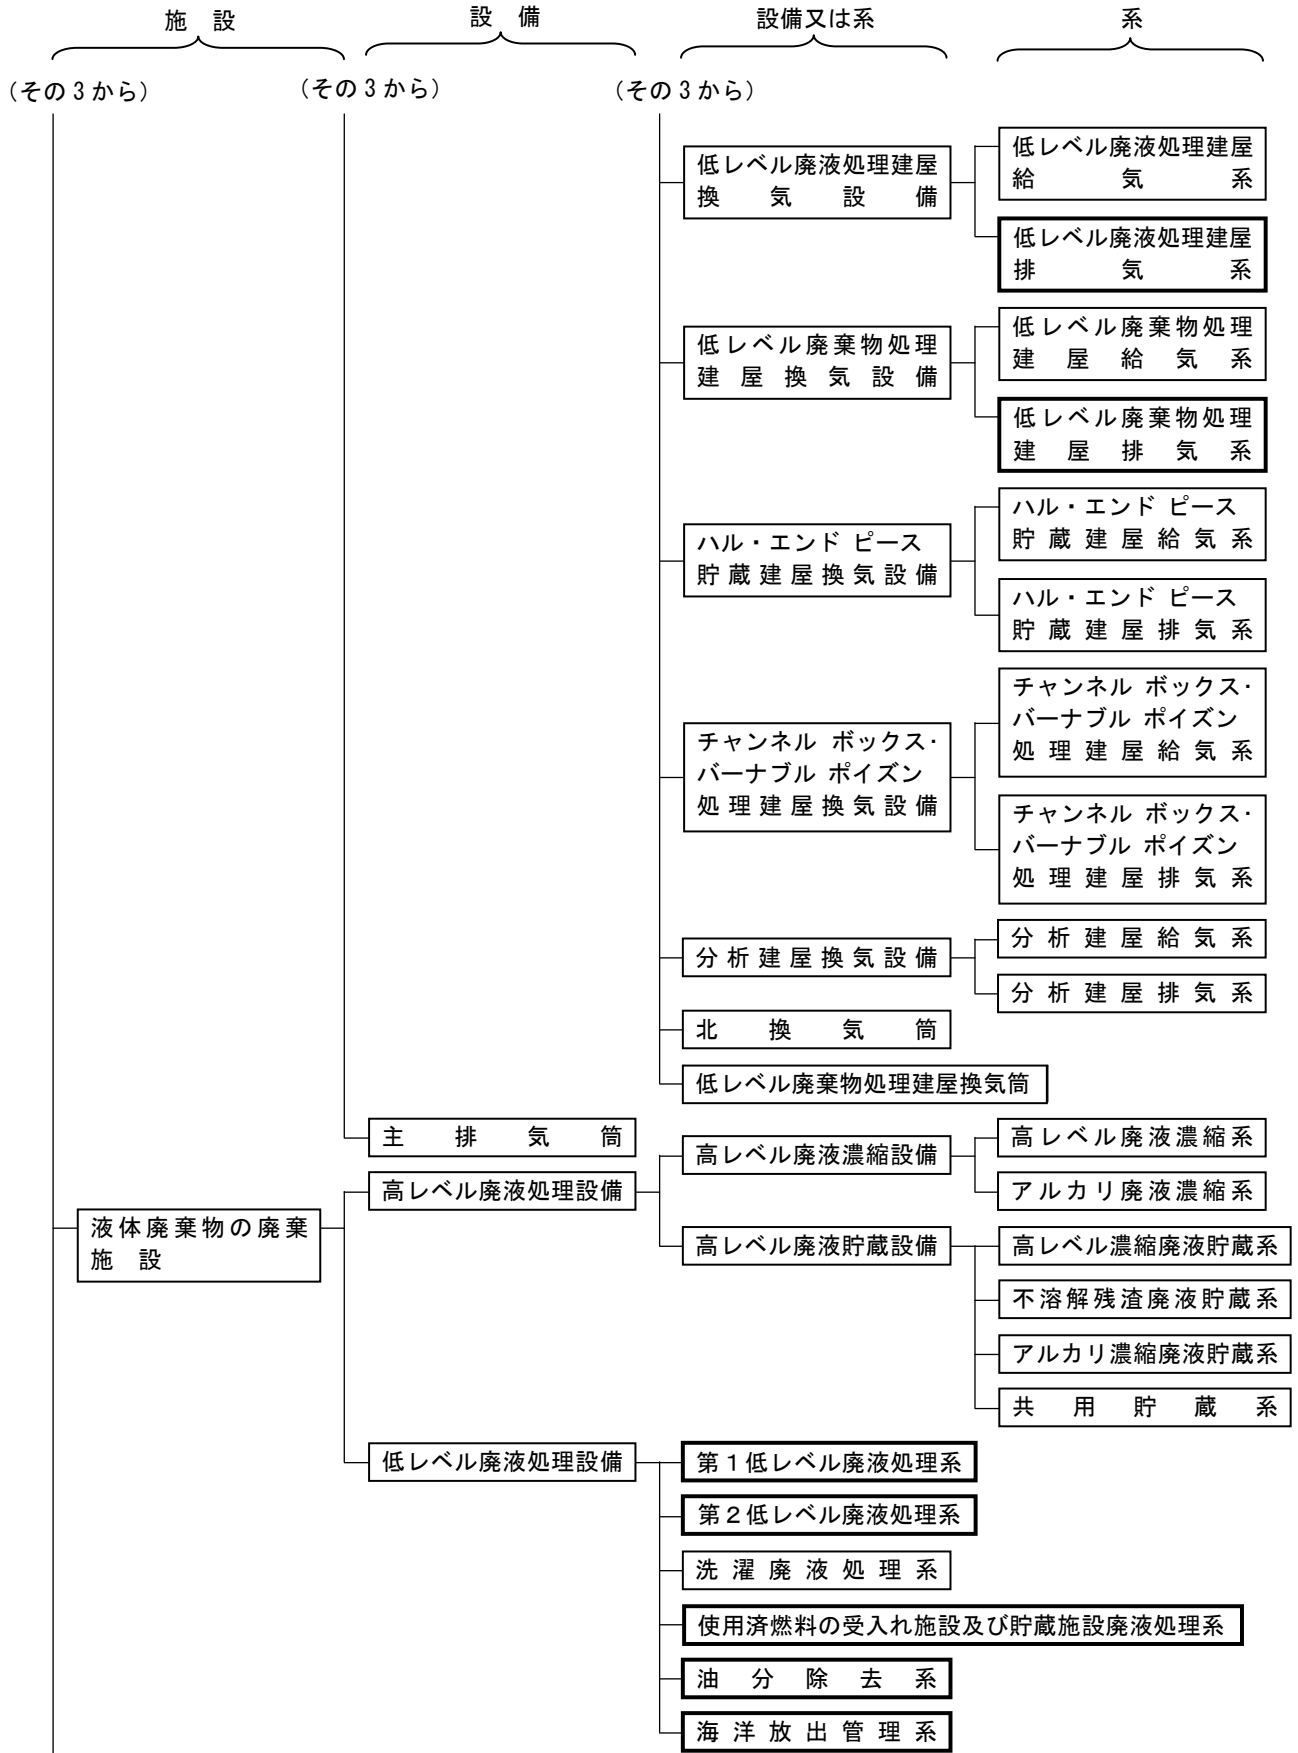 施　設
設　備
設備又は系
系
（その３から）
（その３から）
（その３から）
低レベル廃液処理建屋
換気設備
低レベル廃液処理建屋
給気系
低レベル廃液処理建屋
排気系
低レベル廃棄物処理
建屋換気設備
低レベル廃棄物処理
建屋給気系
低レベル廃棄物処理
建屋排気系
ハル・エンド ピース
貯蔵建屋換気設備
ハル・エンド ピース
貯蔵建屋給気系
ハル・エンド ピース
貯蔵建屋排気系
チャンネル ボックス・
バーナブル ポイズン
処理建屋換気設備
チャンネル ボックス・
バーナブル ポイズン
処理建屋給気系
チャンネル ボックス・
バーナブル ポイズン
処理建屋排気系
分析建屋換気設備
分析建屋給気系
分析建屋排気系
北換気筒
低レベル廃棄物処理建屋換気筒
主排気筒
液体廃棄物の廃棄
施　設
高レベル廃液処理設備
高レベル廃液濃縮設備
高レベル廃液濃縮系
アルカリ廃液濃縮系
高レベル廃液貯蔵設備
高レベル濃縮廃液貯蔵系
不溶解残渣廃液貯蔵系
アルカリ濃縮廃液貯蔵系
共用貯蔵系
低レベル廃液処理設備
第１低レベル廃液処理系
第２低レベル廃液処理系
洗濯廃液処理系
使用済燃料の受入れ施設及び貯蔵施設廃液処理系
油分除去系
海洋放出管理系